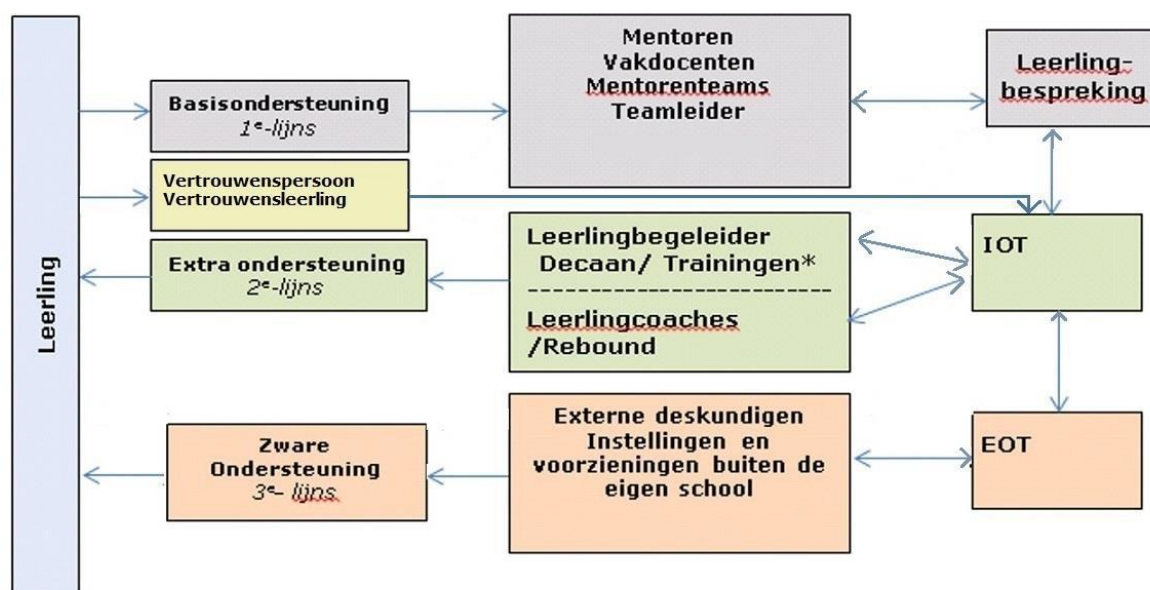 Leerling
Basisondersteuning
1e-lijns
Mentoren
Vakdocenten
Mentorenteams
Teamleider
Leerling-
bespreking
Vertrouwenspersoon
Vertrouwensleerling
Extra ondersteuning
2e-lijns
Leerlingbegeleider
Decaan/ Trainingen*
---------------------------
Leerlingcoaches
/Rebound
IOT
Zware
Ondersteuning
3e- lijns
Externe deskundigen
Instellingen en
voorzieningen buiten de
eigen school
EOT